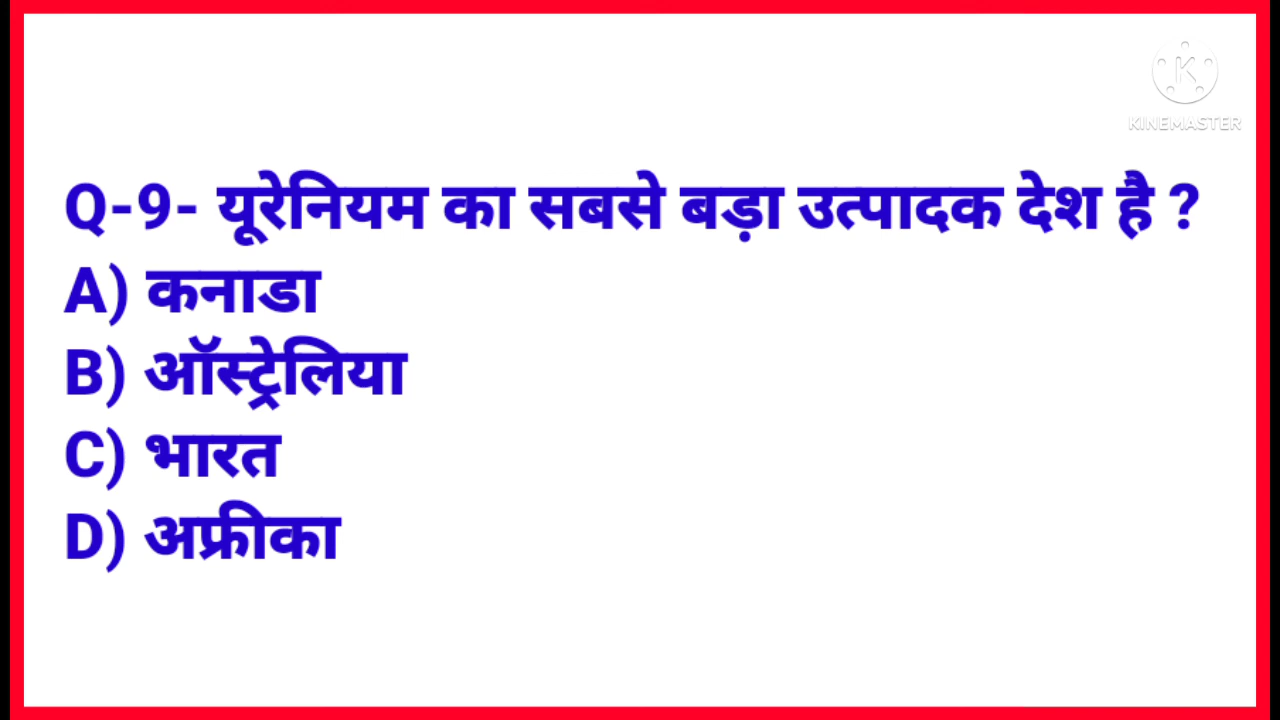 K
KINEMASTER
Q-9- यूरेनियम का सबसे बड़ा उत्पादक देश है ?
A) कनाडा
B) ऑस्ट्रेलिया
C) भारत
D) अफ्रीका